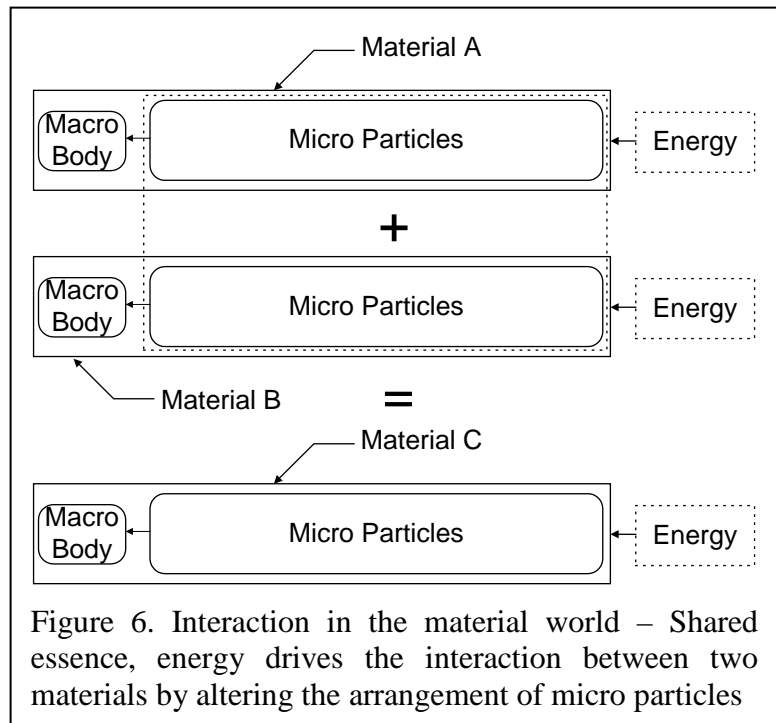 Material A
Macro
Body
Micro Particles
Energy
+
Macro
Body
Micro Particles
Energy
Material B
=
Material C
Macro
Body
Micro Particles
Energy
Figure 6. Interaction in the material world – Shared
essence, energy drives the interaction between two
materials by altering the arrangement of micro particles